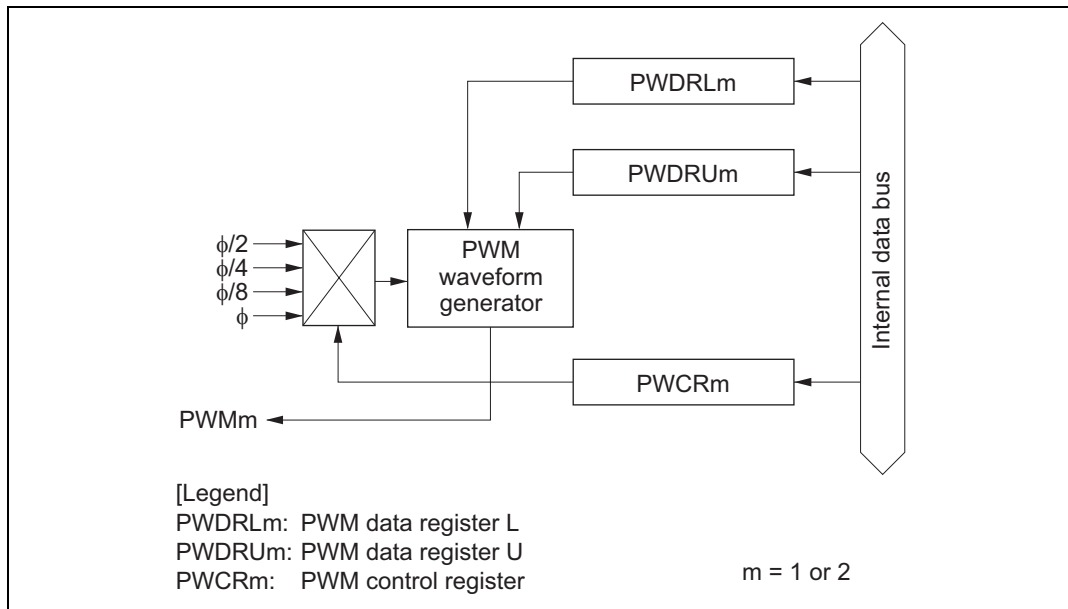 PWDRLm
PWDRUm
ϕ/2
ϕ/4
ϕ/8
ϕ
PWM
waveform
generator
PWCRm
PWMm
Internal data bus
[Legend]
PWDRLm: PWM data register L
PWDRUm: PWM data register U
PWCRm: PWM control register
m = 1 or 2